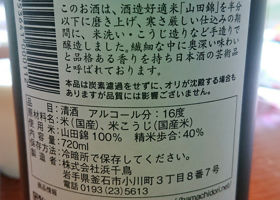 このお酒は、酒造好適米「山田錦」を半分
以下に磨き上げ、寒さ厳しい仕込みの期
間に、米洗い・こうじ造りなど手造りで
醸造しました。繊細な中に奥深い味わい
と品格ある香りを持ち日本酒の芸術品
と呼ばれております。
本品は炭素濾過をせずに、オリが沈殿する場合も
ありますが品質には影響ございません。
品目：清酒 アルコール分：16度
原材料：米(国産)、米こうじ(国産米)
原料米：山田錦 100% 精米歩合：40%
容量：720ml
冷暗所で保存してください。
株式会社浜千鳥
岩手県釜石市小川町３丁目８番７号
0193 (23) 5613
hamachidori.net